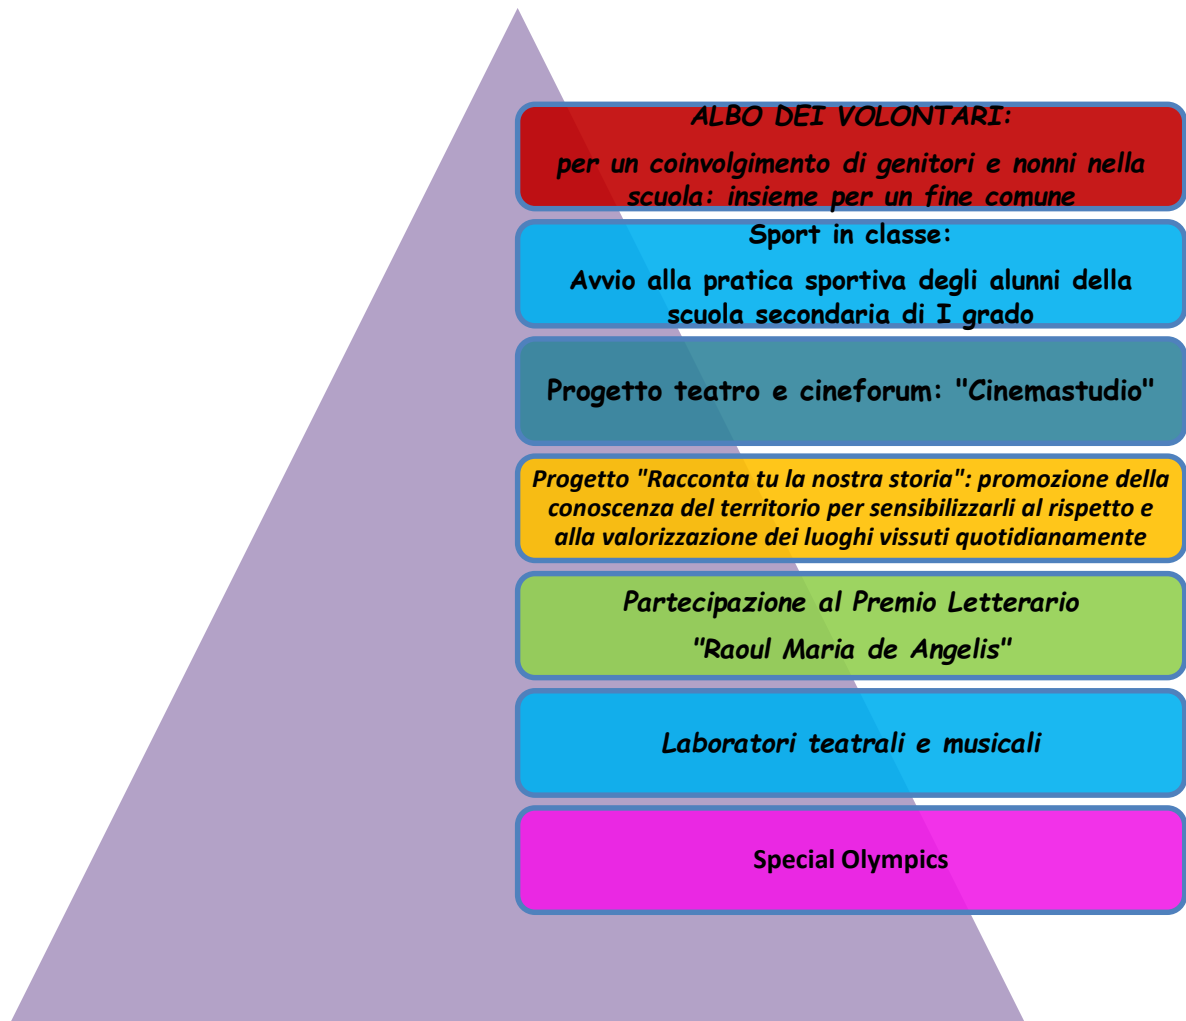 ALBO DEI VOLONTARI:
per un coinvolgimento di genitori e nonni nella
scuola: insieme per un fine comune
Sport in classe:
Avvio alla pratica sportiva degli alunni della
scuola secondaria di I grado
Progetto teatro e cineforum: "Cinemastudio"
Progetto "Racconta tu la nostra storia": promozione della
conoscenza del territorio per sensibilizzarli al rispetto e
alla valorizzazione dei luoghi vissuti quotidianamente
Partecipazione al Premio Letterario
"Raoul Maria de Angelis"
Laboratori teatrali e musicali
Special Olympics